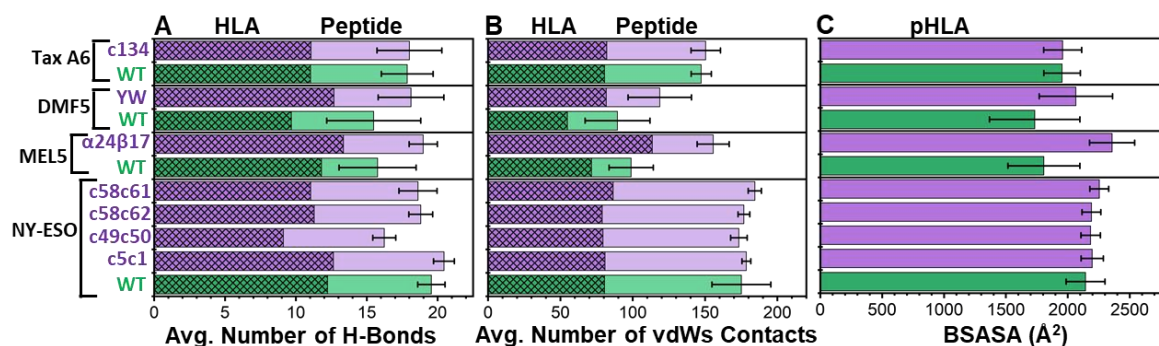 A HLA Peptide
B HLA Peptide
C pHLA
Tax A6
c134
WT
DMF5
YW
WT
MEL5
α24β17
WT
NY-ESO
c58c61
c58c62
c49c50
c5c1
WT
0 5 10 15 20
Avg. Number of H-Bonds
0 50 100 150 200
Avg. Number of vdWs Contacts
0 500 1000 1500 2000 2500
BSASA (Å²)